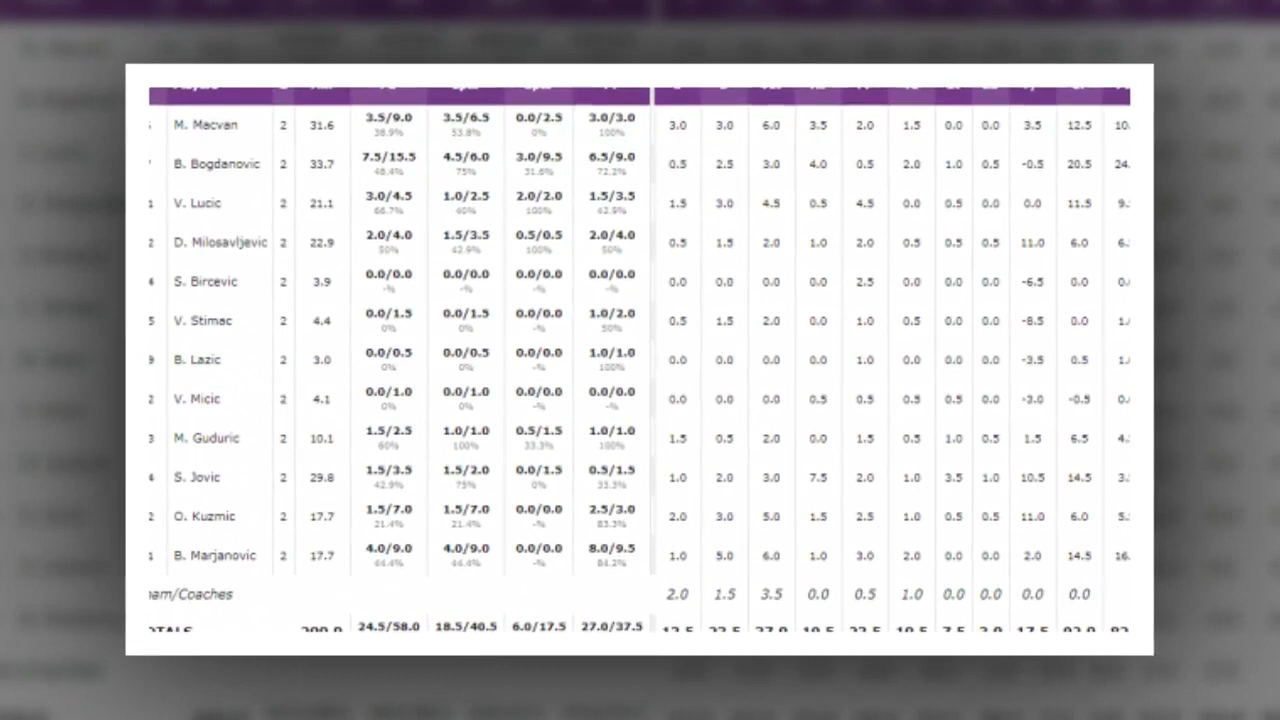 M. Macvan 2 31.6 3.5/9.0 3.5/6.5 0.0/2.5 3.0/3.0 3.0 3.0 6.0 3.5 2.0 1.5 0.0 0.0 3.5 12.5 10.
38.9% 53.8% 0% 100%
B. Bogdanovic 2 33.7 7.5/15.5 4.5/6.0 3.0/9.5 6.5/9.0 0.5 2.5 3.0 4.0 0.5 2.0 1.0 0.5 -0.5 20.5 24.
48.4% 75% 31.6% 72.2%
1 V. Lucic 2 21.1 3.0/4.5 1.0/2.5 2.0/2.0 1.5/3.5 1.5 3.0 4.5 0.5 4.5 0.0 0.5 0.0 0.0 11.5 9.
66.7% 40% 100% 42.9%
2 D. Milosavljevic 2 22.9 2.0/4.0 1.5/3.5 0.5/0.5 2.0/4.0 0.5 1.5 2.0 1.0 2.0 0.5 0.5 0.5 11.0 6.0 6.
50% 42.9% 100% 50%
4 S. Bircevic 2 3.9 0.0/0.0 0.0/0.0 0.0/0.0 0.0/0.0 0.0 0.0 0.0 0.0 2.5 0.0 0.0 0.0 -6.5 0.0 0.
-% -% -% -%
5 V. Stimac 2 4.4 0.0/1.5 0.0/1.5 0.0/0.0 1.0/2.0 0.5 1.5 2.0 0.0 1.0 0.5 0.0 0.0 -8.5 0.0 1.
0% 0% -% 50%
9 B. Lazic 2 3.0 0.0/0.5 0.0/0.5 0.0/0.0 1.0/1.0 0.0 0.0 0.0 0.0 1.0 0.0 0.0 0.0 -3.5 0.5 1.
0% 0% -% 100%
2 V. Micic 2 4.1 0.0/1.0 0.0/1.0 0.0/0.0 0.0/0.0 0.0 0.0 0.0 0.5 0.5 0.5 0.0 0.0 -3.0 -0.5 0.
0% 0% -% -%
3 M. Guduric 2 10.1 1.5/2.5 1.0/1.0 0.5/1.5 1.0/1.0 1.5 0.5 2.0 0.0 1.5 0.5 1.0 0.5 1.5 6.5 4.
60% 100% 33.3% 100%
4 S. Jovic 2 29.8 1.5/3.5 1.5/2.0 0.0/1.5 0.5/1.5 1.0 2.0 3.0 7.5 2.0 1.0 3.5 1.0 10.5 14.5 3.
42.9% 75% 0% 33.3%
2 O. Kuzmic 2 17.7 1.5/7.0 1.5/7.0 0.0/0.0 2.5/3.0 2.0 3.0 5.0 1.5 2.5 1.0 0.5 0.5 11.0 6.0 5.
21.4% 21.4% -% 83.3%
1 B. Marjanovic 2 17.7 4.0/9.0 4.0/9.0 0.0/0.0 8.0/9.5 1.0 5.0 6.0 1.0 3.0 2.0 0.0 0.0 2.0 14.5 16.
44.4% 44.4% -% 84.2%
am/Coaches 2.0 1.5 3.5 0.0 0.5 1.0 0.0 0.0 0.0 0.0
OTALS 24.5/58.0 18.5/40.5 6.0/17.5 27.0/37.5